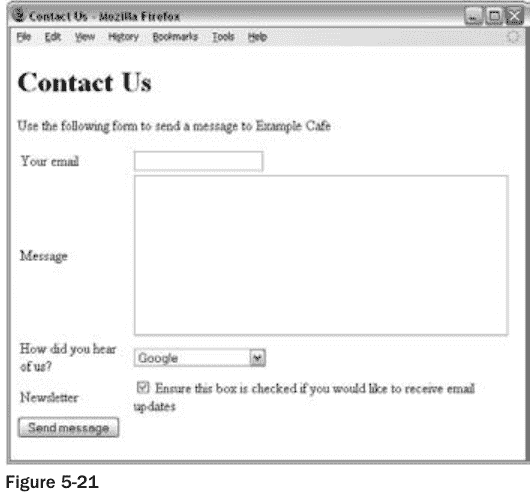 Contact Us - Mozilla Firefox
File Edit View History Bookmarks Tools Help
Contact Us
Use the following form to send a message to Example Cafe
Your email
Message
How did you hear
of us?
Google
Newsletter
Ensure this box is checked if you would like to receive email
updates
Send message
Figure 5-21